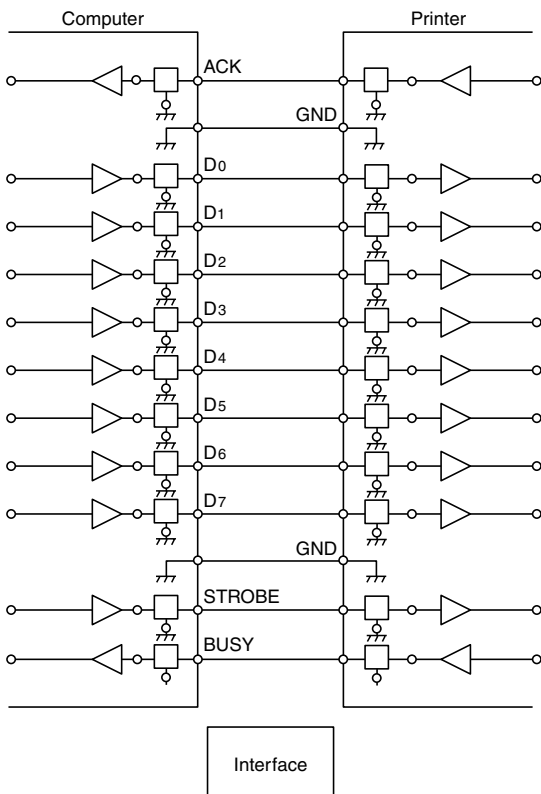 Computer
Printer
ACK
GND
D0
D1
D2
D3
D4
D5
D6
D7
GND
STROBE
BUSY
Interface